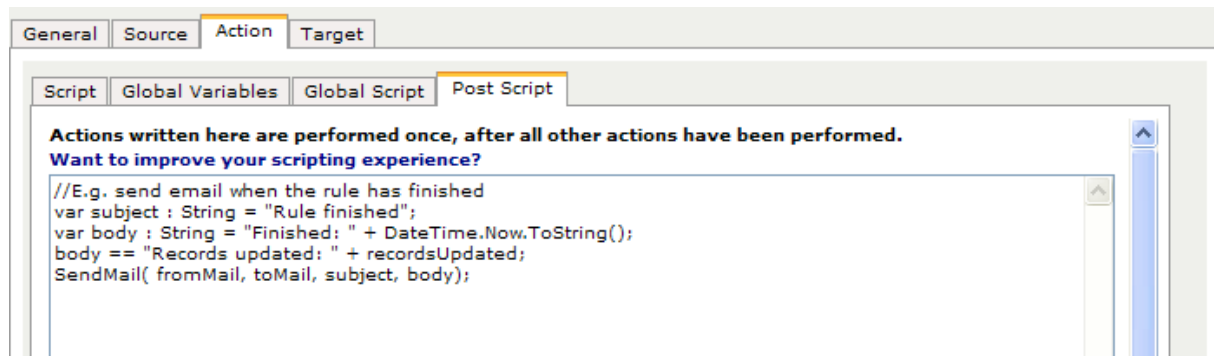 General Source Action Target
Script Global Variables Global Script Post Script
Actions written here are performed once, after all other actions have been performed.
Want to improve your scripting experience?
//E.g. send email when the rule has finished
var subject : String = "Rule finished";
var body : String = "Finished: " + DateTime.Now.ToString();
body == "Records updated: " + recordsUpdated;
SendMail( fromMail, toMail, subject, body);